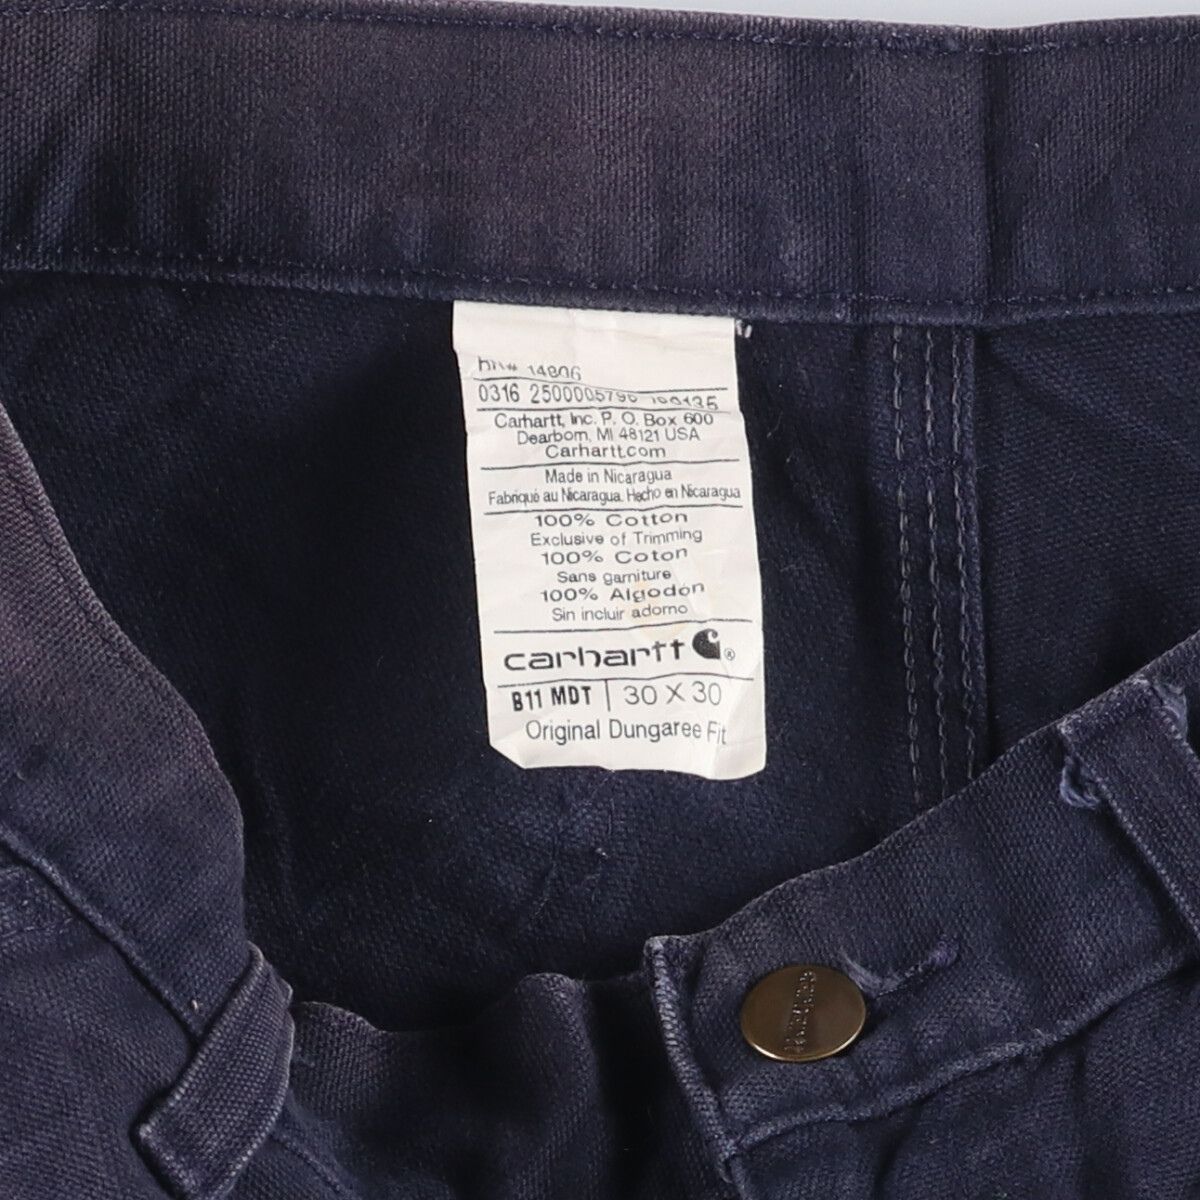 RN# 14806
0316 2500005796
Carhartt, Inc. P. O. Box 600
Dearborn, MI 48121 USA
Carhartt.com
Made in Nicaragua
Fabriqué au Nicaragua. Hecho en Nicaragua
100% Cotton
Exclusive of Trimming
100% Coton
Sans garniture
100% Algodon
Sin incluir adorno
carhartt ®
B11 MDT | 30 X 30
Original Dungaree Fit
carhartt